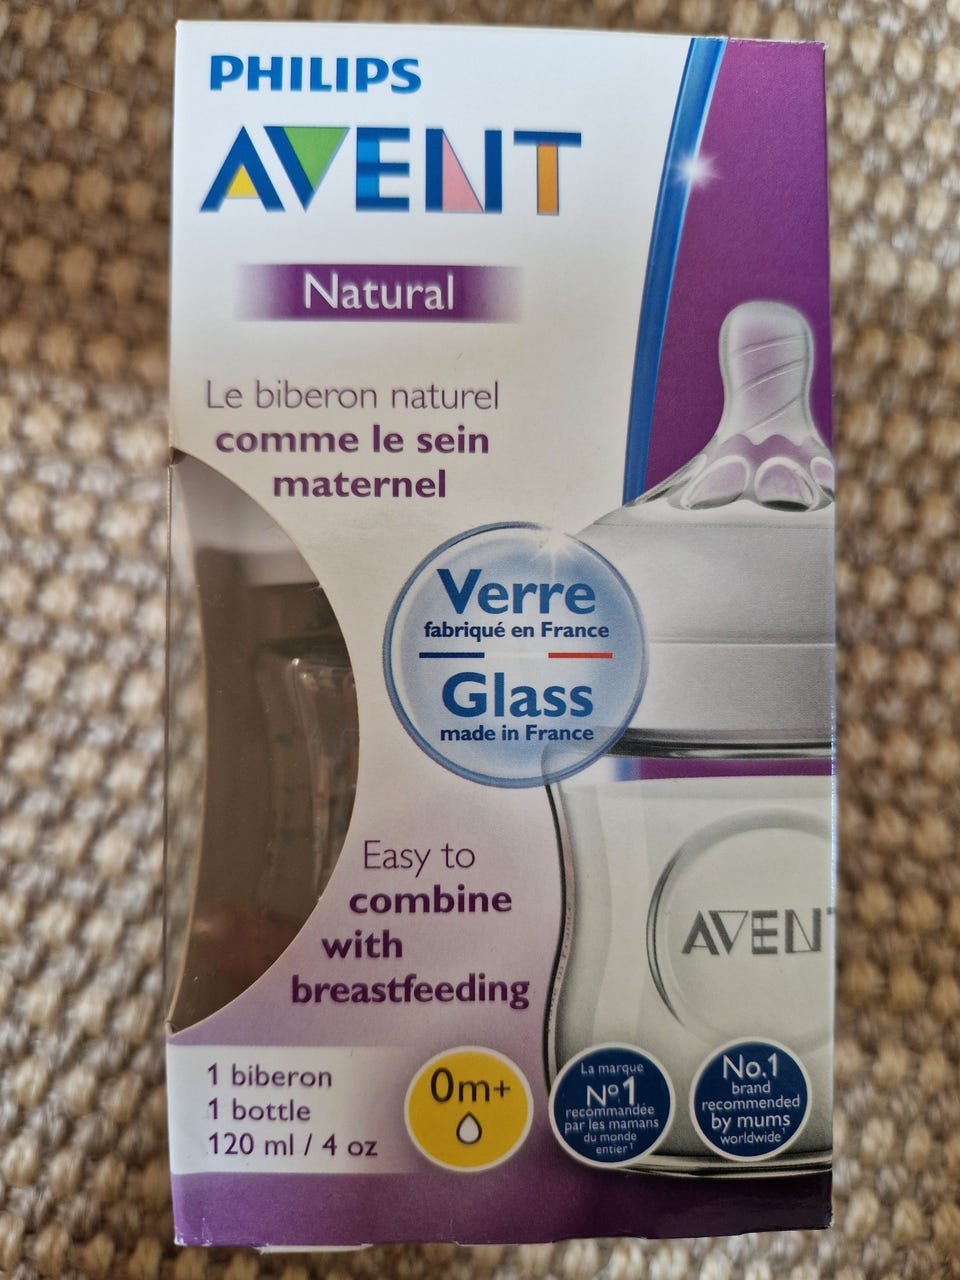 PHILIPS
AVENT
Natural
Le biberon naturel
comme le sein
maternel
Verre
fabriqué en France
Glass
made in France
Easy to
combine
with
breastfeeding
AVENT
1 biberon
1 bottle
120 ml / 4 oz
0m+
La marque
N°1
recommandée
par les mamans
du monde
entier¹
No.1
brand
recommended
by mums
worldwide¹